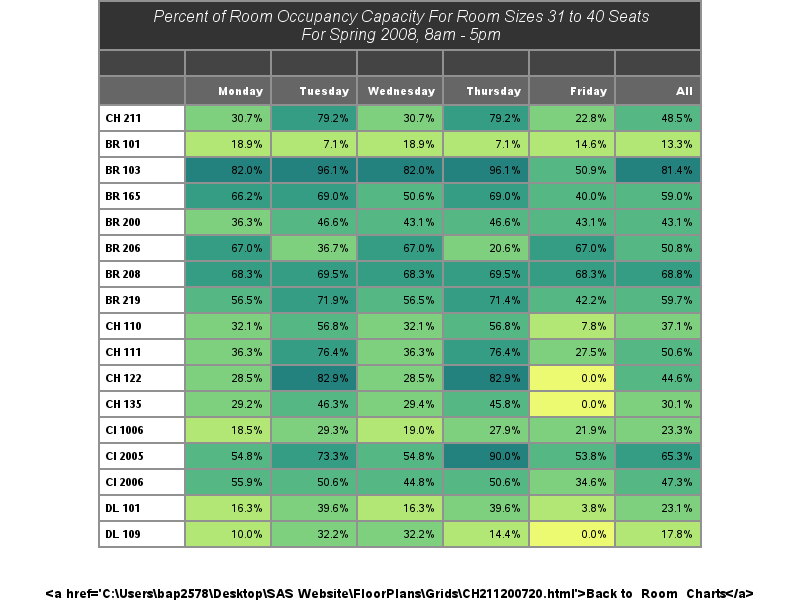 Percent of Room Occupancy Capacity For Room Sizes 31 to 40 Seats
For Spring 2008, 8am - 5pm
Monday Tuesday Wednesday Thursday Friday All
CH 211 30.7% 79.2% 30.7% 79.2% 22.8% 48.5%
BR 101 18.9% 7.1% 18.9% 7.1% 14.6% 13.3%
BR 103 82.0% 96.1% 82.0% 96.1% 50.9% 81.4%
BR 165 66.2% 69.0% 50.6% 69.0% 40.0% 59.0%
BR 200 36.3% 46.6% 43.1% 46.6% 43.1% 43.1%
BR 206 67.0% 36.7% 67.0% 20.6% 67.0% 50.8%
BR 208 68.3% 69.5% 68.3% 69.5% 68.3% 68.8%
BR 219 56.5% 71.9% 56.5% 71.4% 42.2% 59.7%
CH 110 32.1% 56.8% 32.1% 56.8% 7.8% 37.1%
CH 111 36.3% 76.4% 36.3% 76.4% 27.5% 50.6%
CH 122 28.5% 82.9% 28.5% 82.9% 0.0% 44.6%
CH 135 29.2% 46.3% 29.4% 45.8% 0.0% 30.1%
CI 1006 18.5% 29.3% 19.0% 27.9% 21.9% 23.3%
CI 2005 54.8% 73.3% 54.8% 90.0% 53.8% 65.3%
CI 2006 55.9% 50.6% 44.8% 50.6% 34.6% 47.3%
DL 101 16.3% 39.6% 16.3% 39.6% 3.8% 23.1%
DL 109 10.0% 32.2% 32.2% 14.4% 0.0% 17.8%
<a href='C:\Users\bap2578\Desktop\SAS Website\FloorPlans\Grids\CH211200720.html'>Back to Room Charts</a>